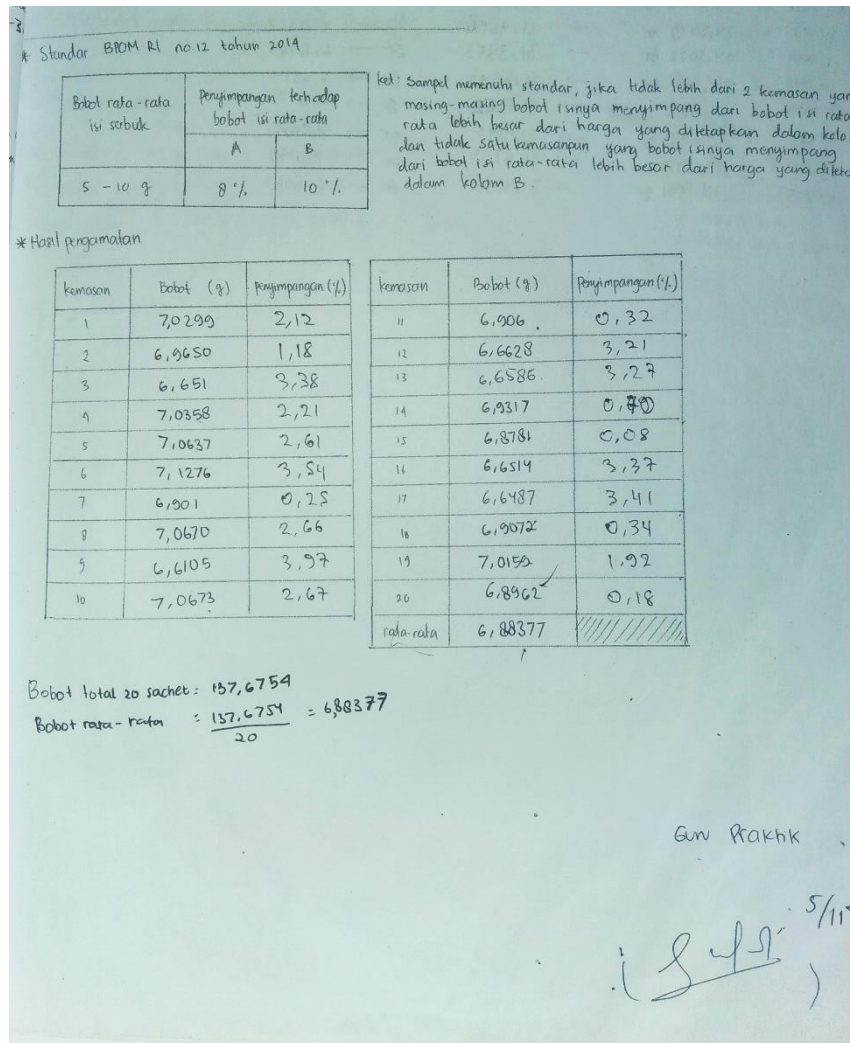 * Standar BPOM RI no.12 tahun 2014
Bobot rata-rata isi serbuk
Penyimpangan terhadap bobot isi rata-rata
A B
5 - 10 g 8 % 10 %
ket: Sampel memenuhi standar, jika tidak lebih dari 2 kemasan yan
masing-masing bobot isinya menyimpang dari bobot isi rata
rata lebih besar dari harga yang ditetapkan dalam kolo
dan tidak satu kemasanpun yang bobot isinya menyimpang
dari bobot isi rata-rata lebih besar dari harga yang diteta
dalam kolom B.
* Hasil pengamatan
kemasan Bobot (g) Penyimpangan (%)
1 7,0299 2,12
2 6,9650 1,18
3 6,651 3,38
4 7,0358 2,21
5 7,0637 2,61
6 7,1276 3,54
7 6,901 0,25
8 7,0670 2,66
9 6,6105 3,97
10 7,0673 2,67
kemasan Bobot (g) Penyimpangan (%)
11 6,906 0,32
12 6,6628 3,21
13 6,6586 3,27
14 6,9317 0,70
15 6,8781 0,08
16 6,6514 3,37
17 6,6487 3,41
18 6,9072 0,34
19 7,0159 1,92
20 6,8962 0,18
rata-rata 6,88377
Bobot total 20 sachet : 137,6754
Bobot rata-rata : 137,6754 = 6,88377
20
Gun Praktik
5/11